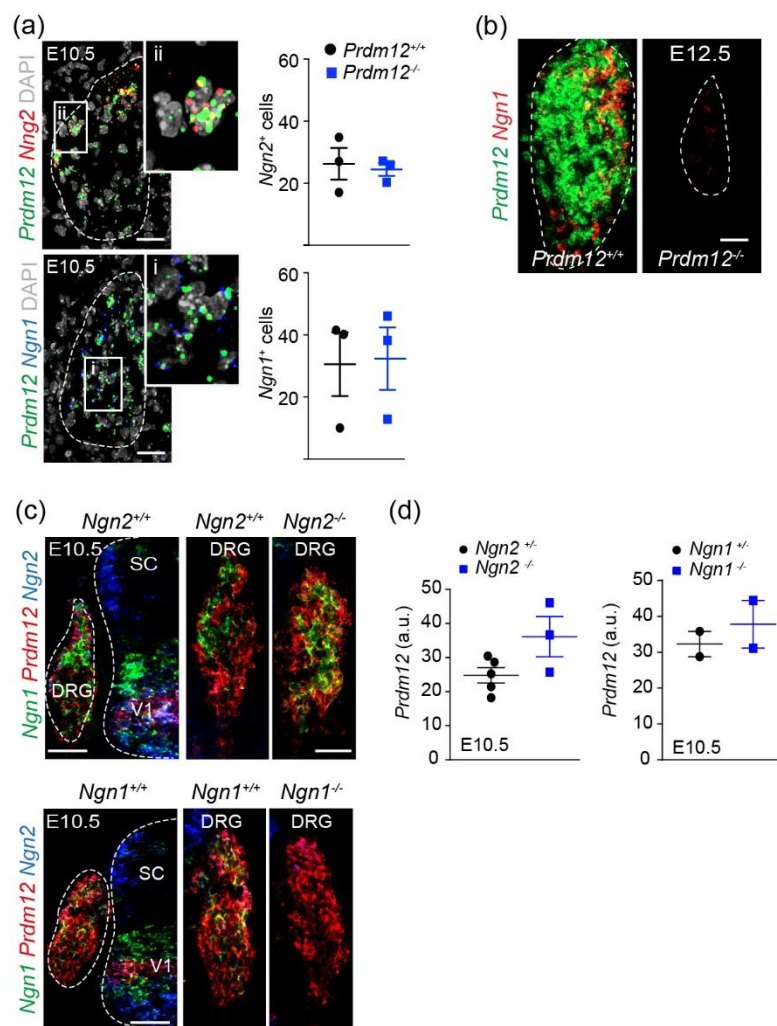 (a)
E10.5
ii
ii
Prdm12 Nng2 DAPI
60
40
20
Ngn2⁺ cells
Prdm12⁺/⁺
Prdm12⁻/⁻
E10.5
i
i
Prdm12 Ngn1 DAPI
60
40
20
Ngn1⁺ cells
(b)
Prdm12 Ngn1
E12.5
Prdm12⁺/⁺
Prdm12⁻/⁻
(c)
Ngn2⁺/⁺
Ngn2⁺/⁺
Ngn2⁻/⁻
E10.5
SC
DRG
DRG
DRG
V1
Ngn1 Prdm12 Ngn2
Ngn1⁺/⁺
Ngn1⁺/⁺
Ngn1⁻/⁻
E10.5
SC
DRG
DRG
V1
Ngn1 Prdm12 Ngn2
(d)
Ngn2 ⁺/⁻
Ngn2 ⁻/⁻
50
40
30
20
10
0
Prdm12 (a.u.)
E10.5
Ngn1 ⁺/⁻
Ngn1 ⁻/⁻
50
40
30
20
10
0
Prdm12 (a.u.)
E10.5